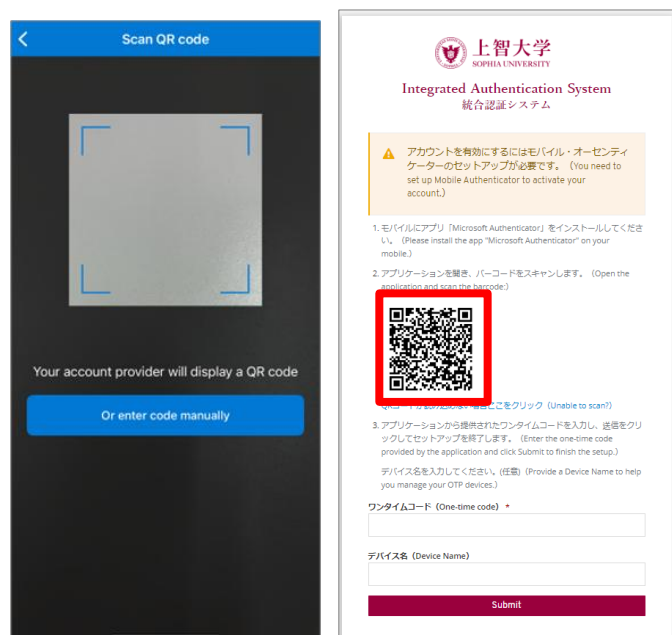 Scan QR code
Your account provider will display a QR code
Or enter code manually
上智大学
SOPHIA UNIVERSITY
Integrated Authentication System
統合認証システム
アカウントを有効にするにはモバイル・オーセンティ
ケーターのセットアップが必要です。（You need to
set up Mobile Authenticator to activate your
account.）
1. モバイルにアプリ「Microsoft Authenticator」をインストールしてくださ
い。（Please install the app "Microsoft Authenticator" on your
mobile.）
2. アプリケーションを開き、バーコードをスキャンします。（Open the
application and scan the barcode:）
QRコードが読み込めない場合ここをクリック（Unable to scan?）
3. アプリケーションから提供されたワンタイムコードを入力し、送信をクリ
ックしてセットアップを終了します。（Enter the one-time code
provided by the application and click Submit to finish the setup.）
デバイス名を入力してください。(任意)（Provide a Device Name to help
you manage your OTP devices.）
ワンタイムコード（One-time code） *
デバイス名（Device Name）
Submit